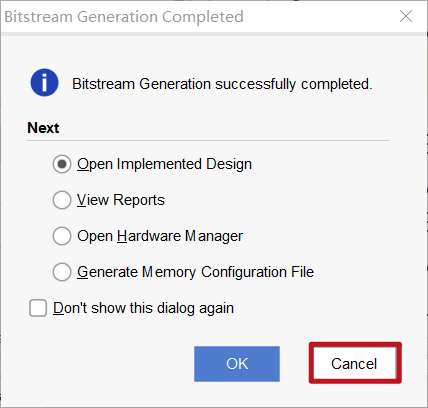 Bitstream Generation Completed
Bitstream Generation successfully completed.
Next
Open Implemented Design
View Reports
Open Hardware Manager
Generate Memory Configuration File
Don't show this dialog again
OK
Cancel